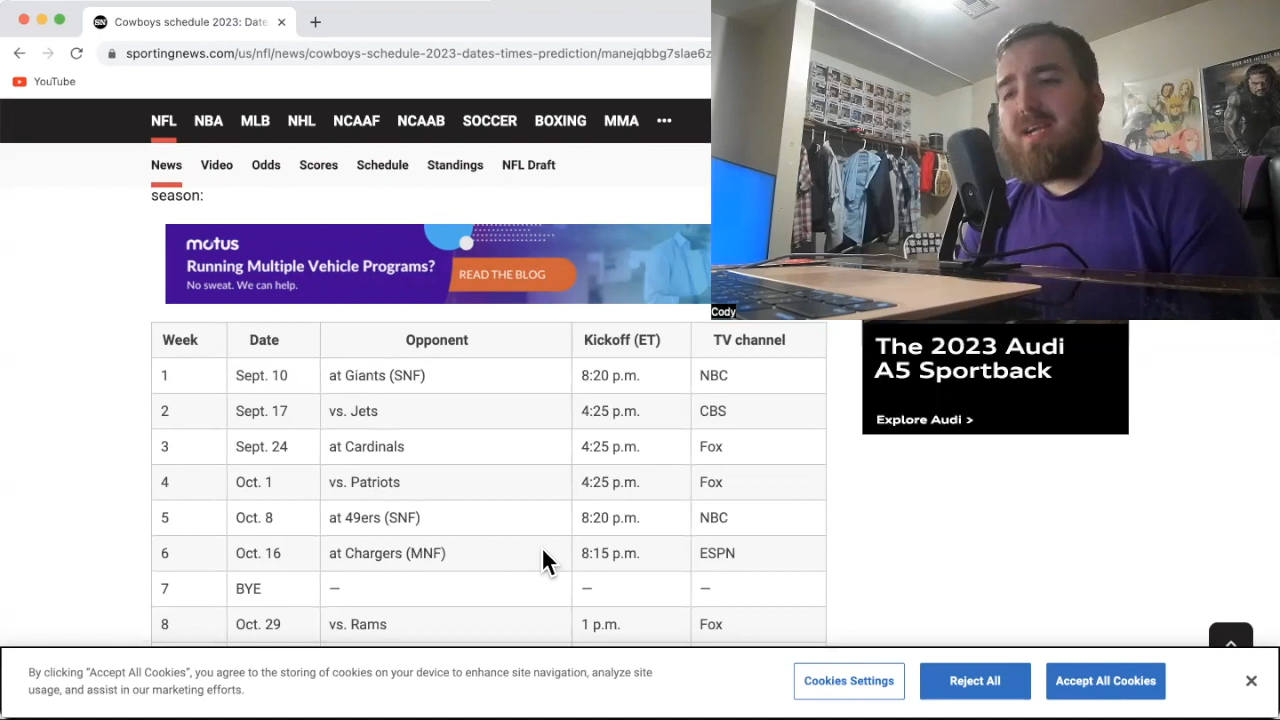 SN Cowboys schedule 2023: Date
sportingnews.com/us/nfl/news/cowboys-schedule-2023-dates-times-prediction/manejqbbg7slae6z
YouTube
NFL NBA MLB NHL NCAAF NCAAB SOCCER BOXING MMA
News Video Odds Scores Schedule Standings NFL Draft
season:
motus
Running Multiple Vehicle Programs?
No sweat. We can help.
READ THE BLOG
Cody
Week Date Opponent Kickoff (ET) TV channel
1 Sept. 10 at Giants (SNF) 8:20 p.m. NBC
2 Sept. 17 vs. Jets 4:25 p.m. CBS
3 Sept. 24 at Cardinals 4:25 p.m. Fox
4 Oct. 1 vs. Patriots 4:25 p.m. Fox
5 Oct. 8 at 49ers (SNF) 8:20 p.m. NBC
6 Oct. 16 at Chargers (MNF) 8:15 p.m. ESPN
7 BYE — — —
8 Oct. 29 vs. Rams 1 p.m. Fox
The 2023 Audi
A5 Sportback
Explore Audi >
By clicking “Accept All Cookies”, you agree to the storing of cookies on your device to enhance site navigation, analyze site
usage, and assist in our marketing efforts.
Cookies Settings
Reject All
Accept All Cookies